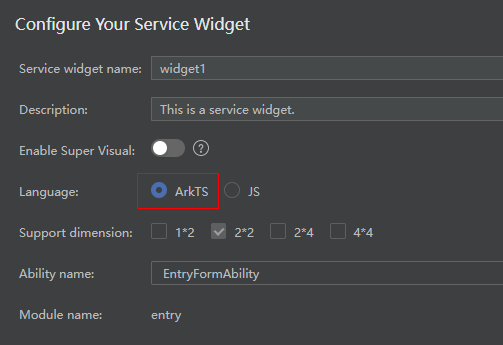 Configure Your Service Widget
Service widget name: widget1
Description: This is a service widget.
Enable Super Visual: ?
Language: ArkTS JS
Support dimension: 1*2 2*2 2*4 4*4
Ability name: EntryFormAbility
Module name: entry